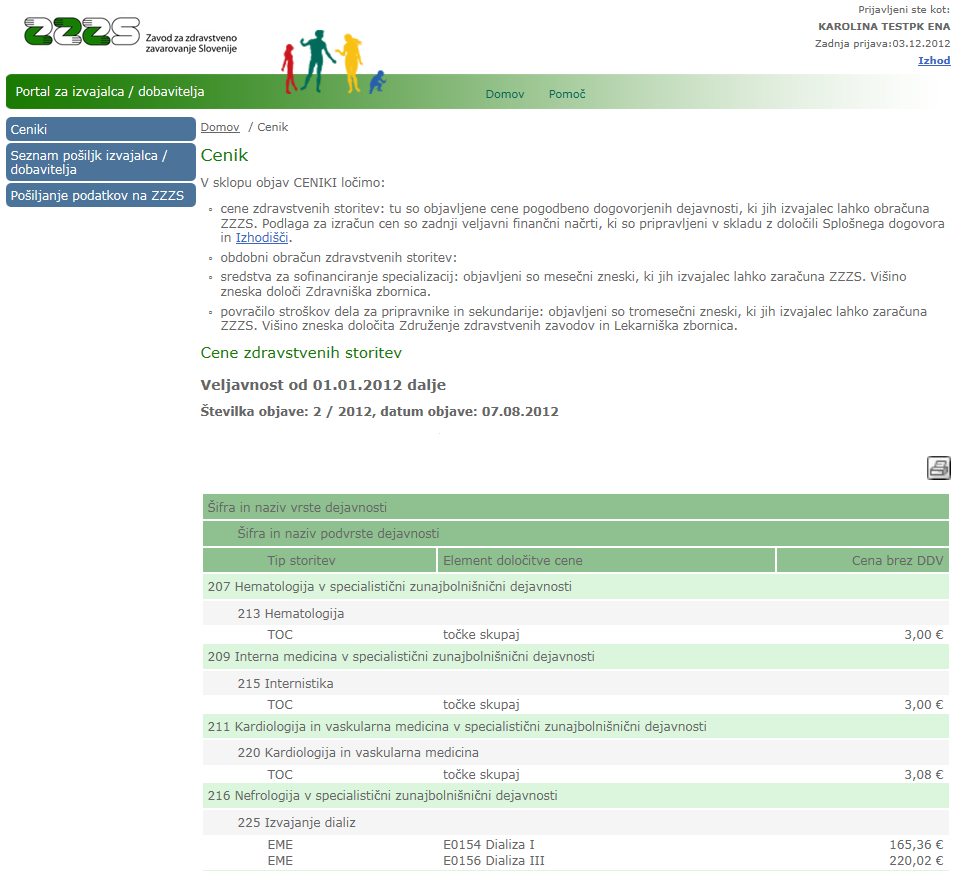 Prijavljeni ste kot:
KAROLINA TESTPK ENA
Zadnja prijava:03.12.2012
Izhod
ZZZS
Zavod za zdravstveno
zavarovanje Slovenije
Portal za izvajalca / dobavitelja
Domov
Pomoč
Ceniki
Seznam pošiljk izvajalca /
dobavitelja
Pošiljanje podatkov na ZZZS
Domov / Cenik
Cenik
V sklopu objav CENIKI ločimo:
cene zdravstvenih storitev: tu so objavljene cene pogodbeno dogovorjenih dejavnosti, ki jih izvajalec lahko obračuna
ZZZS. Podlaga za izračun cen so zadnji veljavni finančni načrti, ki so pripravljeni v skladu z določili Splošnega dogovora
in Izhodišči.
obdobni obračun zdravstvenih storitev:
sredstva za sofinanciranje specializacij: objavljeni so mesečni zneski, ki jih izvajalec lahko zaračuna ZZZS. Višino
zneska določi Zdravniška zbornica.
povračilo stroškov dela za pripravnike in sekundarije: objavljeni so tromesečni zneski, ki jih izvajalec lahko zaračuna
ZZZS. Višino zneska določita Združenje zdravstvenih zavodov in Lekarniška zbornica.
Cene zdravstvenih storitev
Veljavnost od 01.01.2012 dalje
Številka objave: 2 / 2012, datum objave: 07.08.2012
Šifra in naziv vrste dejavnosti
Šifra in naziv podvrste dejavnosti
Tip storitev Element določitve cene Cena brez DDV
207 Hematologija v specialistični zunajbolnišnični dejavnosti
213 Hematologija
TOC točke skupaj 3,00 €
209 Interna medicina v specialistični zunajbolnišnični dejavnosti
215 Internistika
TOC točke skupaj 3,00 €
211 Kardiologija in vaskularna medicina v specialistični zunajbolnišnični dejavnosti
220 Kardiologija in vaskularna medicina
TOC točke skupaj 3,08 €
216 Nefrologija v specialistični zunajbolnišnični dejavnosti
225 Izvajanje dializ
EME E0154 Dializa I 165,36 €
EME E0156 Dializa III 220,02 €